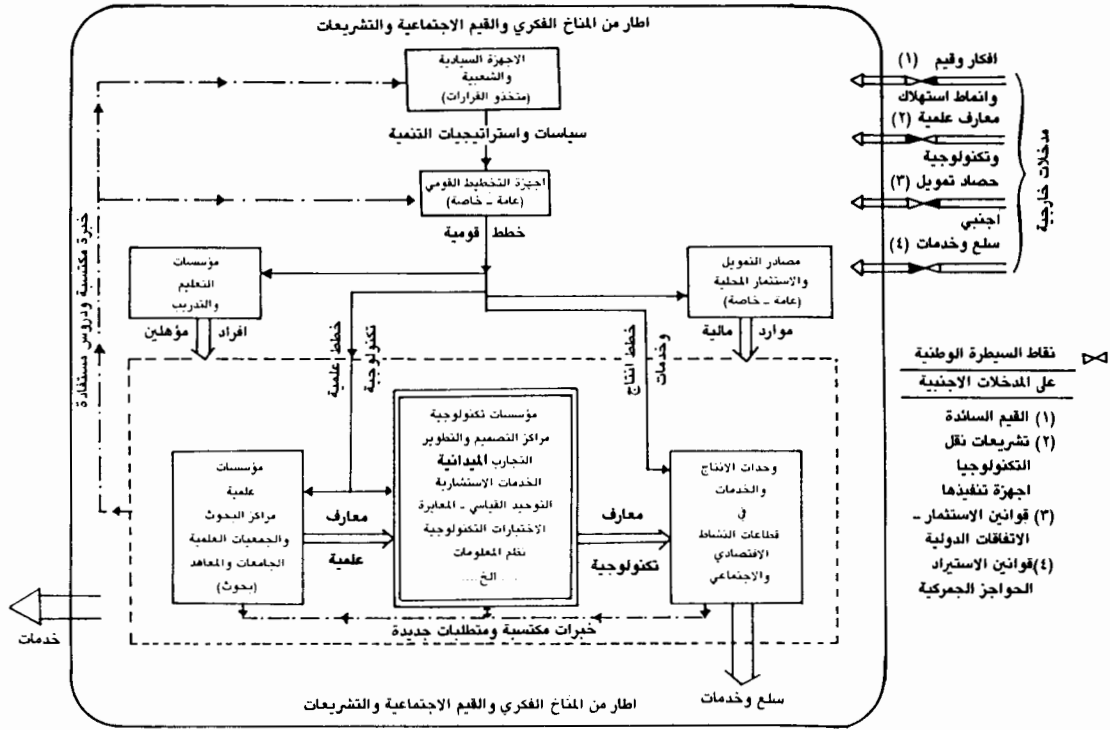 اطار من المناخ الفكري والقيم الاجتماعية والتشريعات
الاجهزة السيادية
والشعبية
(متخذو القرارات)
سياسات واستراتيجيات التنمية
اجهزة التخطيط القومي
(عامة - خاصة)
خطط قومية
مؤسسات
التعليم
والتدريب
افراد مؤهلين
مصادر التمويل
والاستثمار المحلية
(عامة - خاصة)
موارد مالية
خطط علمية
تكنولوجية
خطط انتاج
وخدمات
مؤسسات
علمية
مراكز البحوث
والجمعيات العلمية
الجامعات والمعاهد
(بحوث)
معارف
علمية
مؤسسات تكنولوجية
مراكز التصميم والتطوير
التجارب الميدانية
الخدمات الاستشارية
التوحيد القياسي - المعايرة
الاختبارات التكنولوجية
نظم المعلومات
... الخ ...
معارف
تكنولوجية
وحدات الانتاج
والخدمات
في
قطاعات النشاط
الاقتصادي
والاجتماعي
خبرات مكتسبة ومتطلبات جديدة
سلع وخدمات
خبرة مكتسبة ودروس مستفادة
خدمات
اطار من المناخ الفكري والقيم الاجتماعية والتشريعات
مدخلات خارجية
أفكار وقيم (١)
وانماط استهلاك
معارف علمية (٢)
وتكنولوجية
حصاد تمويل (٣)
أجنبي
سلع وخدمات (٤)
نقاط السيطرة الوطنية
على المدخلات الاجنبية
(١) القيم السائدة
(٢) تشريعات نقل
التكنولوجيا
اجهزة تنفيذها
(٣) قوانين الاستثمار -
الاتفاقات الدولية
(٤)قوانين الاستيراد
الحواجز الجمركية